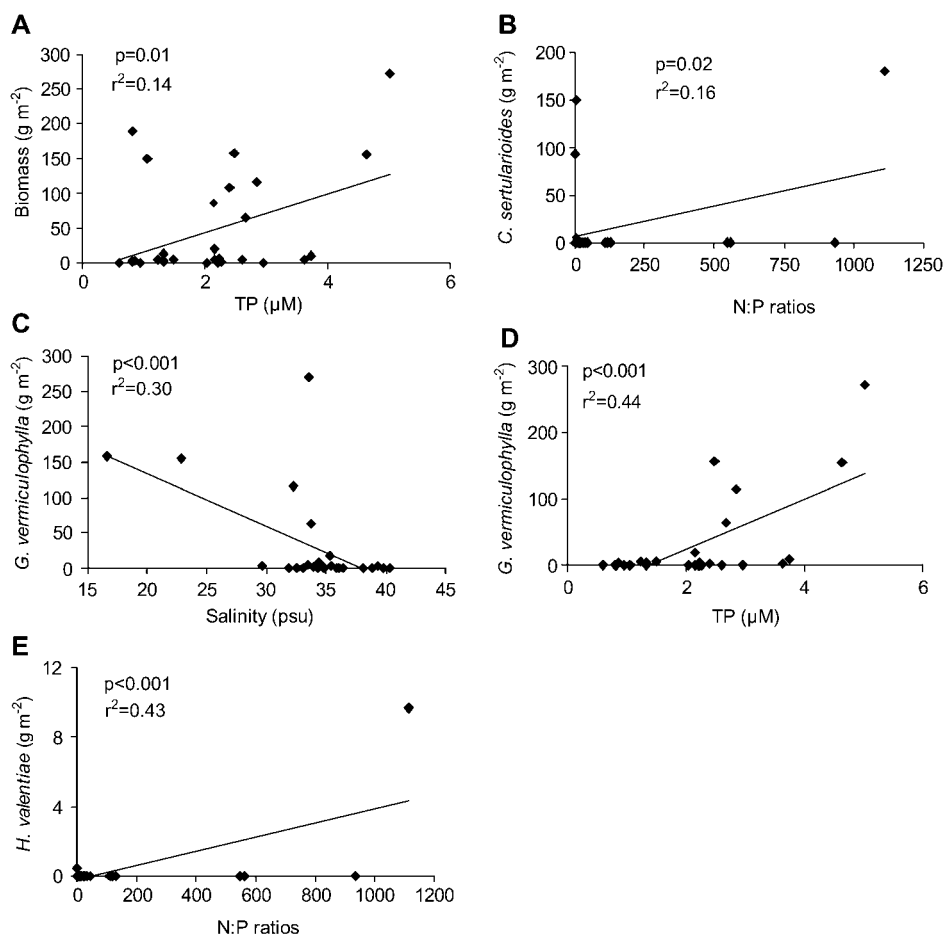 A
p=0.01
r²=0.14
Biomass (g m⁻²)
300
250
200
150
100
50
0
0 2 4 6
TP (µM)
B
p=0.02
r²=0.16
C. sertularioides (g m⁻²)
200
150
100
50
0
0 250 500 750 1000 1250
N:P ratios
C
p<0.001
r²=0.30
G. vermiculophylla (g m⁻²)
300
250
200
150
100
50
0
15 20 25 30 35 40 45
Salinity (psu)
D
p<0.001
r²=0.44
G. vermiculophylla (g m⁻²)
300
200
100
0
0 2 4 6
TP (µM)
E
p<0.001
r²=0.43
H. valentiae (g m⁻²)
12
8
4
0
0 200 400 600 800 1000 1200
N:P ratios